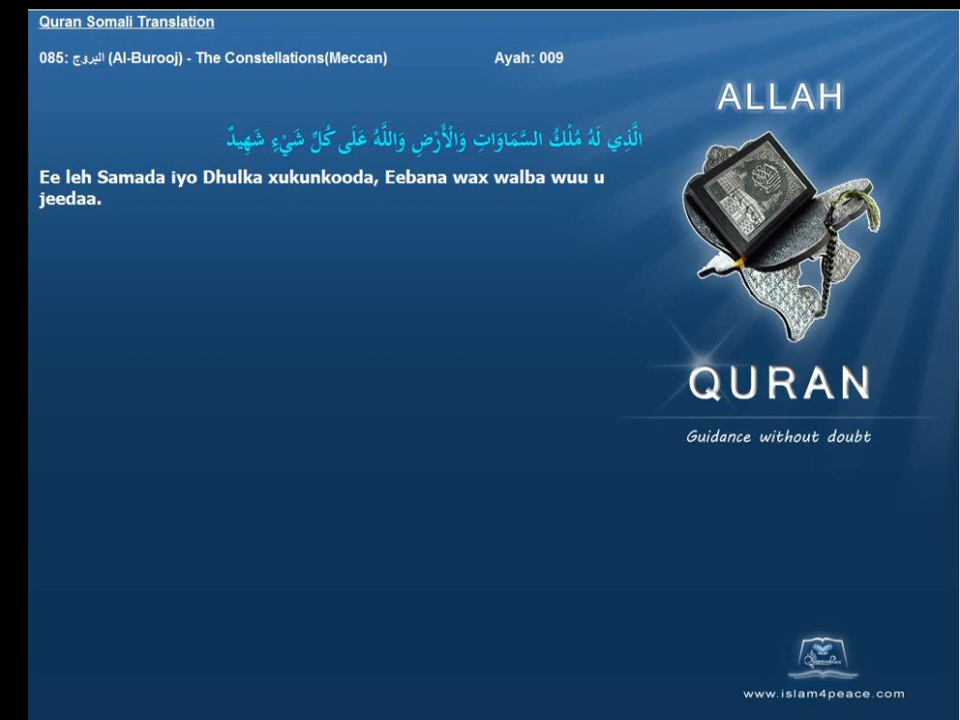 Quran Somali Translation
085: البروج (Al-Burooj) - The Constellations(Meccan) Ayah: 009
الَّذِي لَهُ مُلْكُ السَّمَاوَاتِ وَالْأَرْضِ وَاللَّهُ عَلَى كُلِّ شَيْءٍ شَهِيدٌ
Ee leh Samada iyo Dhulka xukunkooda, Eebana wax walba wuu u
jeedaa.
ALLAH
QURAN
Guidance without doubt
www.islam4peace.com